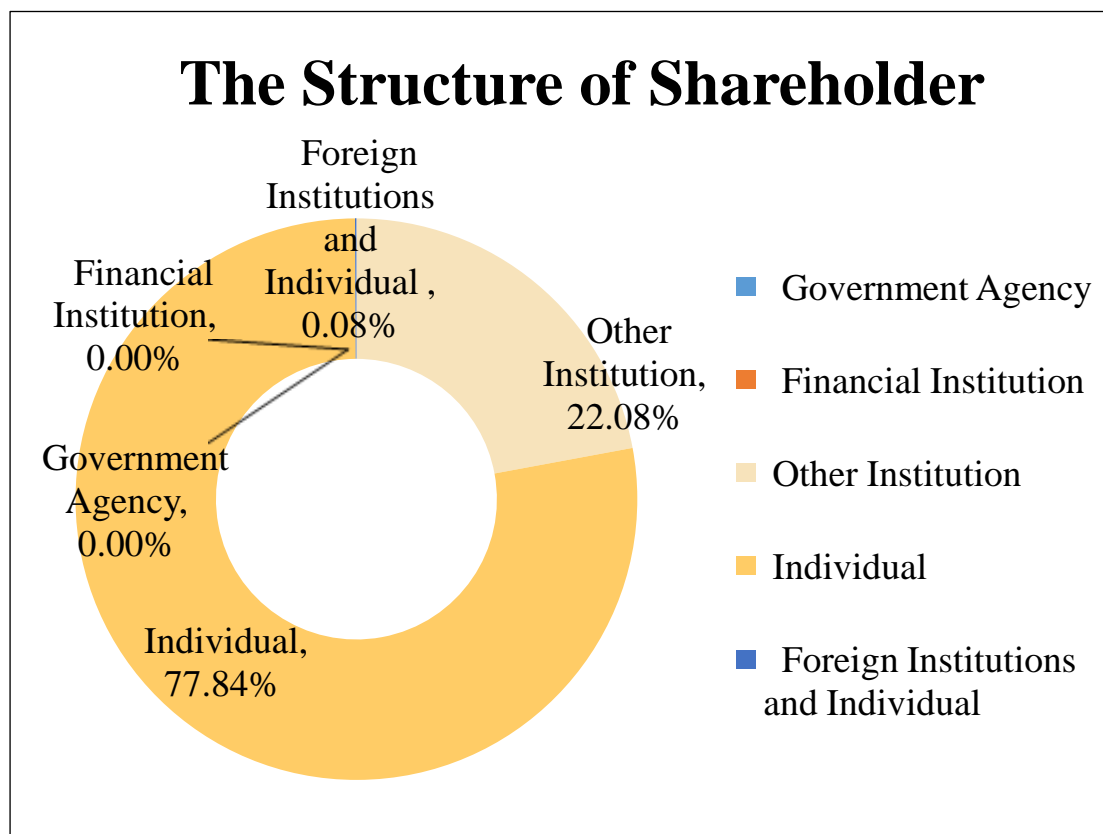 The Structure of Shareholder
Foreign
Institutions
and
Individual ,
0.08%
Financial
Institution,
0.00%
Other
Institution,
22.08%
Government
Agency,
0.00%
Individual,
77.84%
Government Agency
Financial Institution
Other Institution
Individual
Foreign Institutions
and Individual